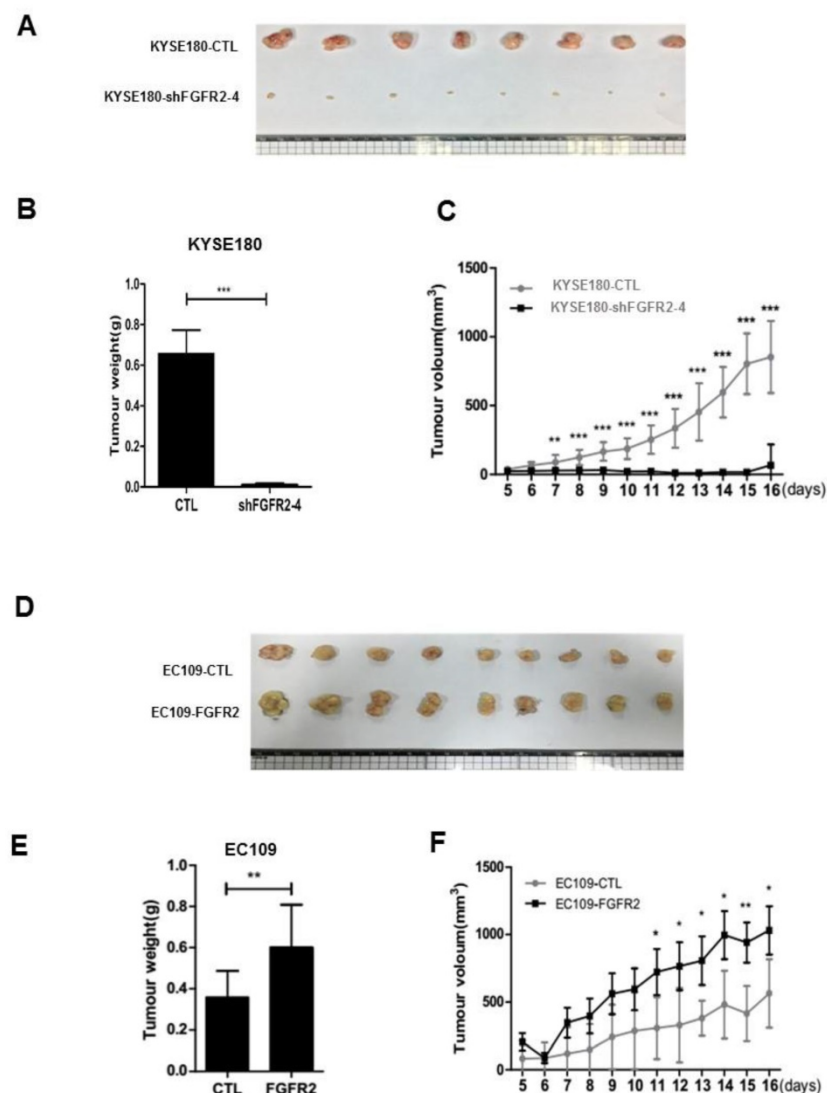 A
KYSE180-CTL
KYSE180-shFGFR2-4
B
KYSE180
Tumour weight(g)
1.0
0.8
0.6
0.4
0.2
0.0
***
CTL shFGFR2-4
C
Tumour voloum(mm³)
1500
1000
500
0
KYSE180-CTL
KYSE180-shFGFR2-4
** *** *** *** *** *** *** *** *** ***
5 6 7 8 9 10 11 12 13 14 15 16 (days)
D
EC109-CTL
EC109-FGFR2
E
EC109
Tumour weight(g)
1.0
0.8
0.6
0.4
0.2
0.0
**
CTL FGFR2
F
Tumour voloum(mm³)
1500
1000
500
0
EC109-CTL
EC109-FGFR2
* * * * ** *
5 6 7 8 9 10 11 12 13 14 15 16 (days)